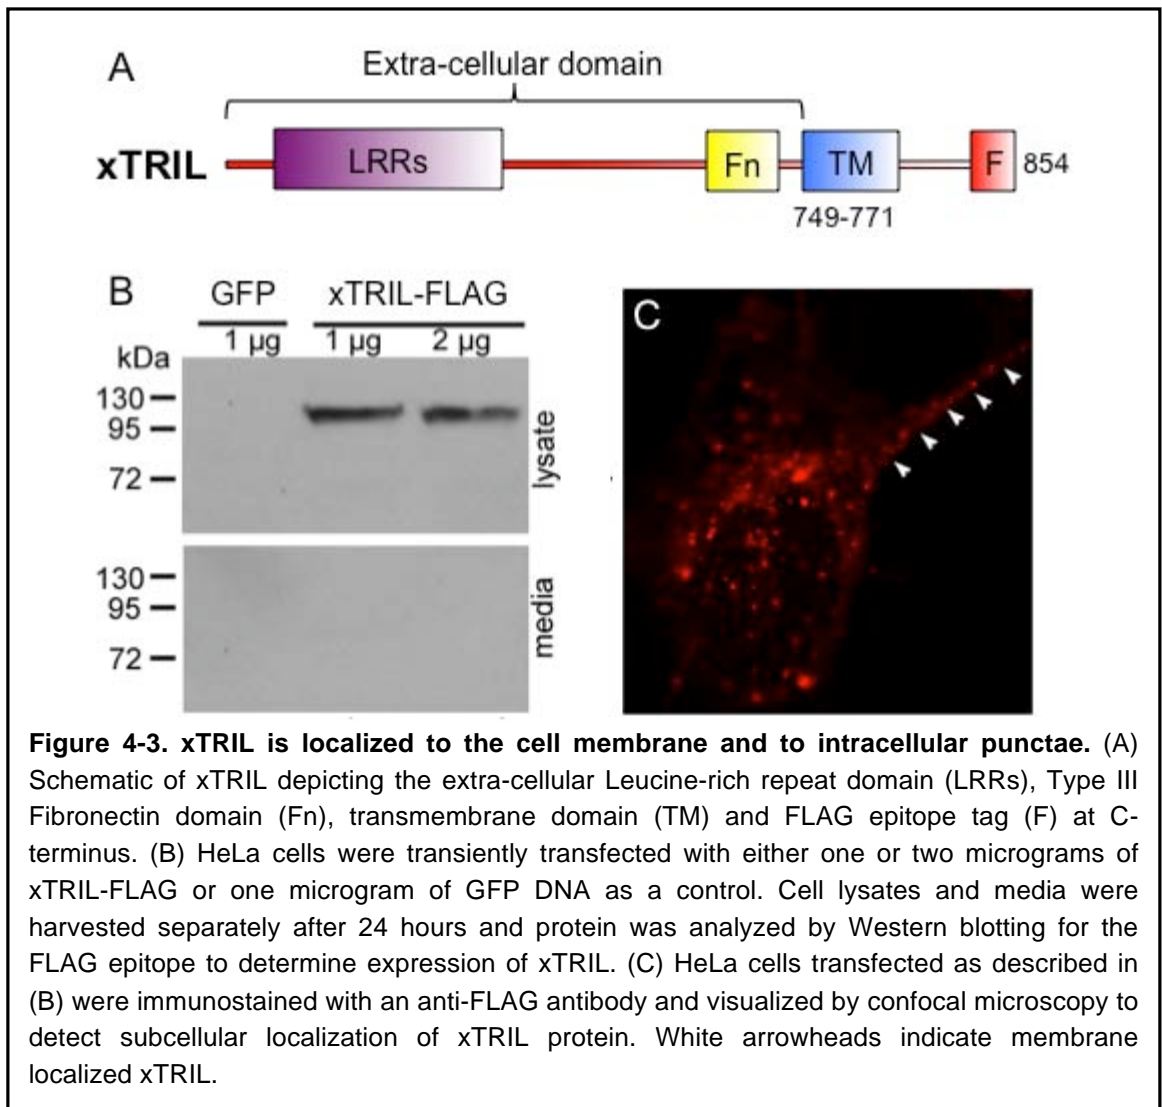 A
Extra-cellular domain
xTRIL
LRRs
Fn
TM
F
854
749-771
B
GFP
xTRIL-FLAG
1 µg
1 µg
2 µg
kDa
130
95
72
lysate
130
95
72
media
C
Figure 4-3. xTRIL is localized to the cell membrane and to intracellular punctae. (A)
Schematic of xTRIL depicting the extra-cellular Leucine-rich repeat domain (LRRs), Type III
Fibronectin domain (Fn), transmembrane domain (TM) and FLAG epitope tag (F) at C-
terminus. (B) HeLa cells were transiently transfected with either one or two micrograms of
xTRIL-FLAG or one microgram of GFP DNA as a control. Cell lysates and media were
harvested separately after 24 hours and protein was analyzed by Western blotting for the
FLAG epitope to determine expression of xTRIL. (C) HeLa cells transfected as described in
(B) were immunostained with an anti-FLAG antibody and visualized by confocal microscopy to
detect subcellular localization of xTRIL protein. White arrowheads indicate membrane
localized xTRIL.